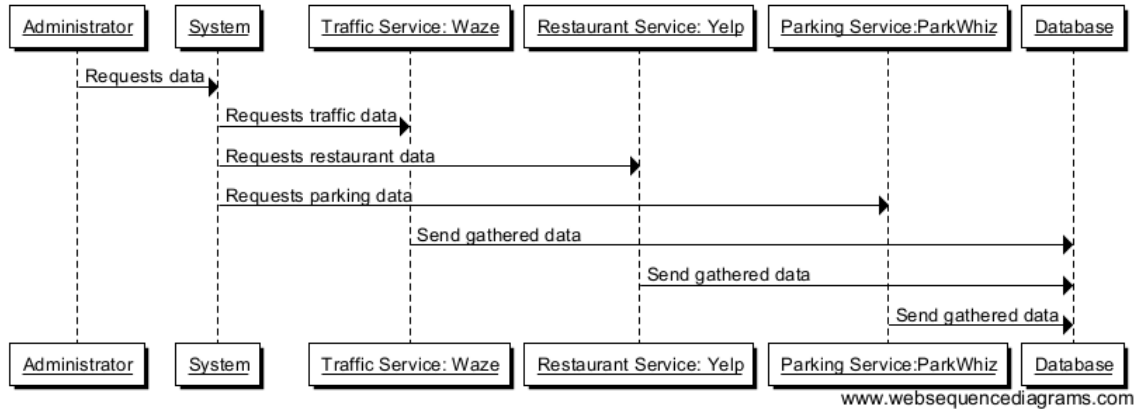 Administrator
System
Traffic Service: Waze
Restaurant Service: Yelp
Parking Service:ParkWhiz
Database
Requests data
Requests traffic data
Requests restaurant data
Requests parking data
Send gathered data
Send gathered data
Send gathered data
Administrator
System
Traffic Service: Waze
Restaurant Service: Yelp
Parking Service:ParkWhiz
Database
www.websequencediagrams.com